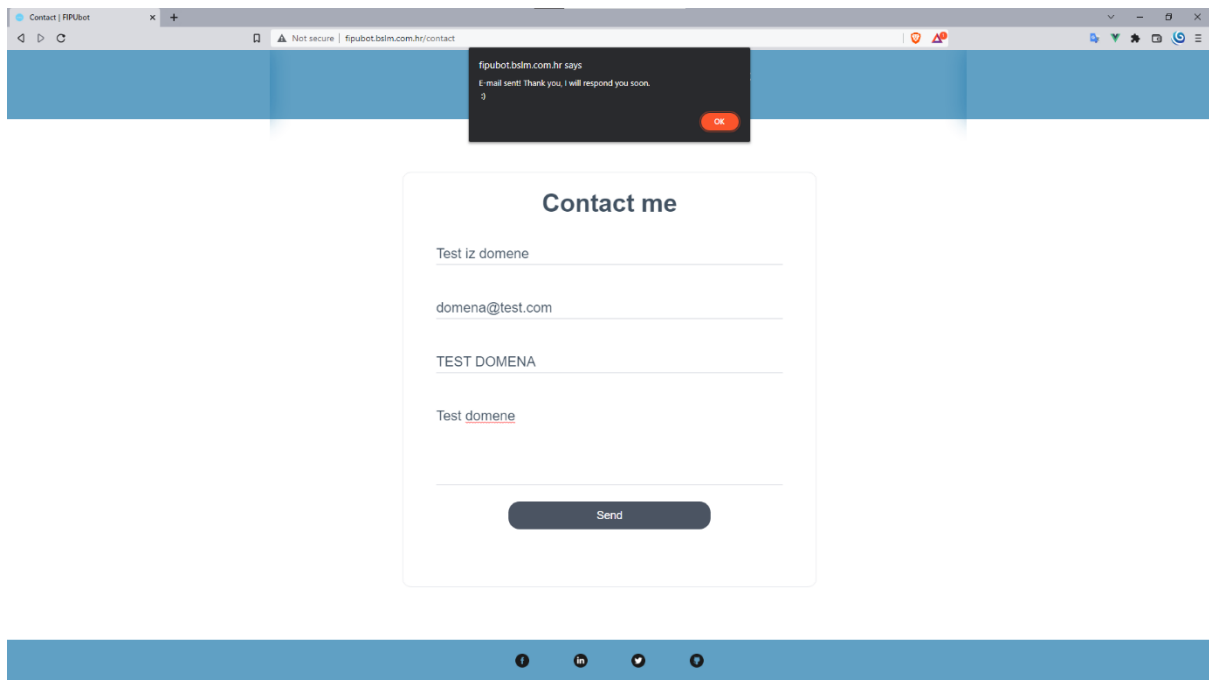 Contact | FIPUbot
Not secure | fipubot.bslm.com.hr/contact
fipubot.bslm.com.hr says
E-mail sent! Thank you, I will respond you soon.
:)
OK
Contact me
Test iz domene
domena@test.com
TEST DOMENA
Test domene
Send